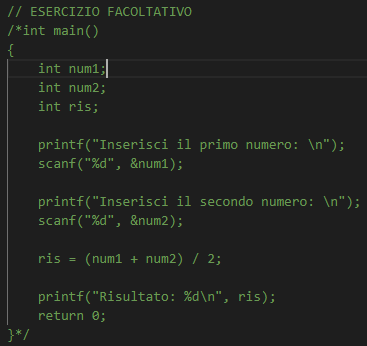 // ESERCIZIO FACOLTATIVO
/*int main()
{
    int num1;
    int num2;
    int ris;

    printf("Inserisci il primo numero: \n");
    scanf("%d", &num1);

    printf("Inserisci il secondo numero: \n");
    scanf("%d", &num2);

    ris = (num1 + num2) / 2;

    printf("Risultato: %d\n", ris);
    return 0;
}*/